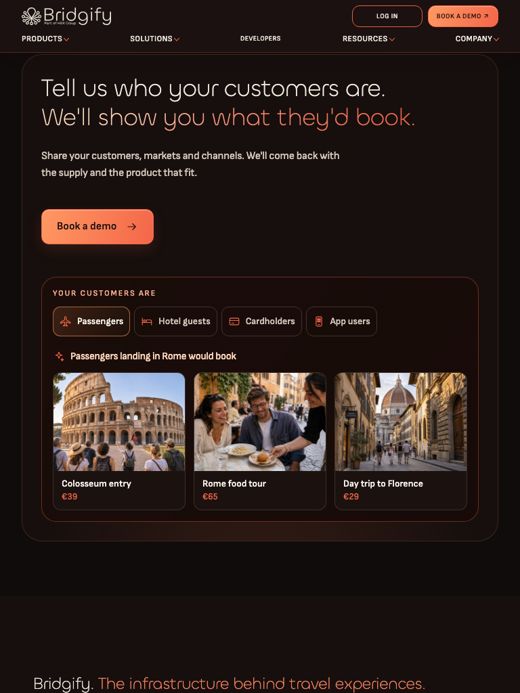 Bridgify
Part of H&H Group
LOG IN
BOOK A DEMO ↗
PRODUCTS
SOLUTIONS
DEVELOPERS
RESOURCES
COMPANY
Tell us who your customers are.
We'll show you what they'd book.
Share your customers, markets and channels. We'll come back with
the supply and the product that fit.
Book a demo →
YOUR CUSTOMERS ARE
Passengers
Hotel guests
Cardholders
App users
Passengers landing in Rome would book
Colosseum entry
€39
Rome food tour
€65
Day trip to Florence
€29
Bridgify. The infrastructure behind travel experiences.